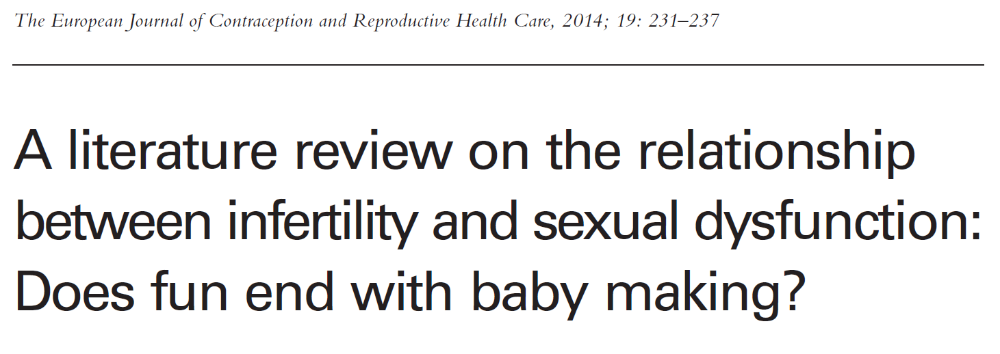 The European Journal of Contraception and Reproductive Health Care, 2014; 19: 231–237
A literature review on the relationship
between infertility and sexual dysfunction:
Does fun end with baby making?